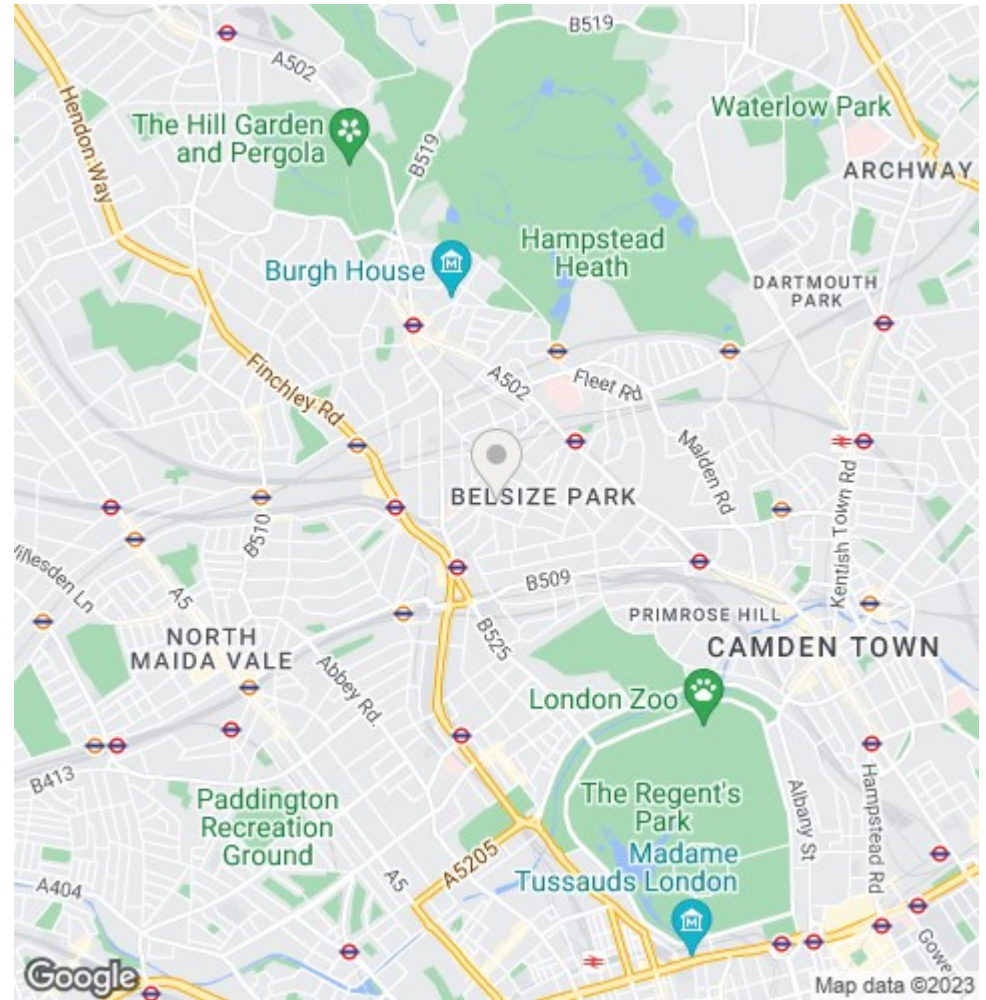 B519
A502
Waterlow Park
The Hill Garden
and Pergola
Hendon Way
B519
ARCHWAY
Hampstead
Heath
Burgh House
DARTMOUTH
PARK
Finchley Rd
A502
Fleet Rd
Malden Rd
BELSIZE PARK
Kentish Town Rd
B510
B509
A5
PRIMROSE HILL
NORTH
MAIDA VALE
B525
CAMDEN TOWN
Abbey Rd.
London Zoo
B413
Paddington
Recreation
Ground
The Regent's
Park
Albany St
Hampstead Rd
Madame
Tussauds London
A5205
A404
A5
Google
Map data ©2023